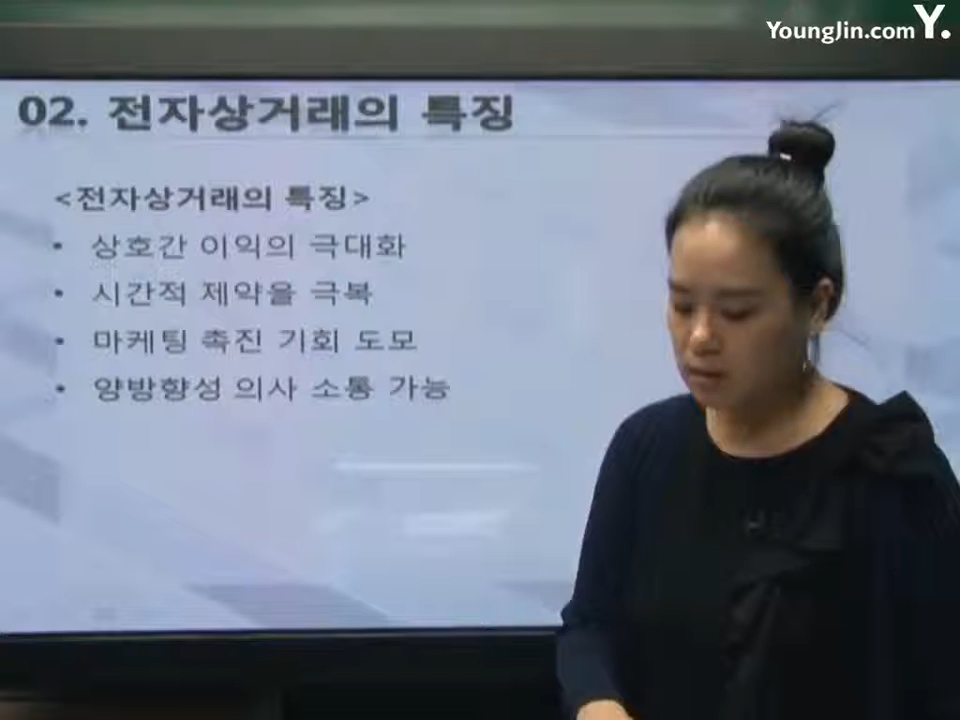 YoungJin.com Y.
02. 전자상거래의 특징
<전자상거래의 특징>
• 상호간 이익의 극대화
• 시간적 제약을 극복
• 마케팅 촉진 기회 도모
• 양방향성 의사 소통 가능